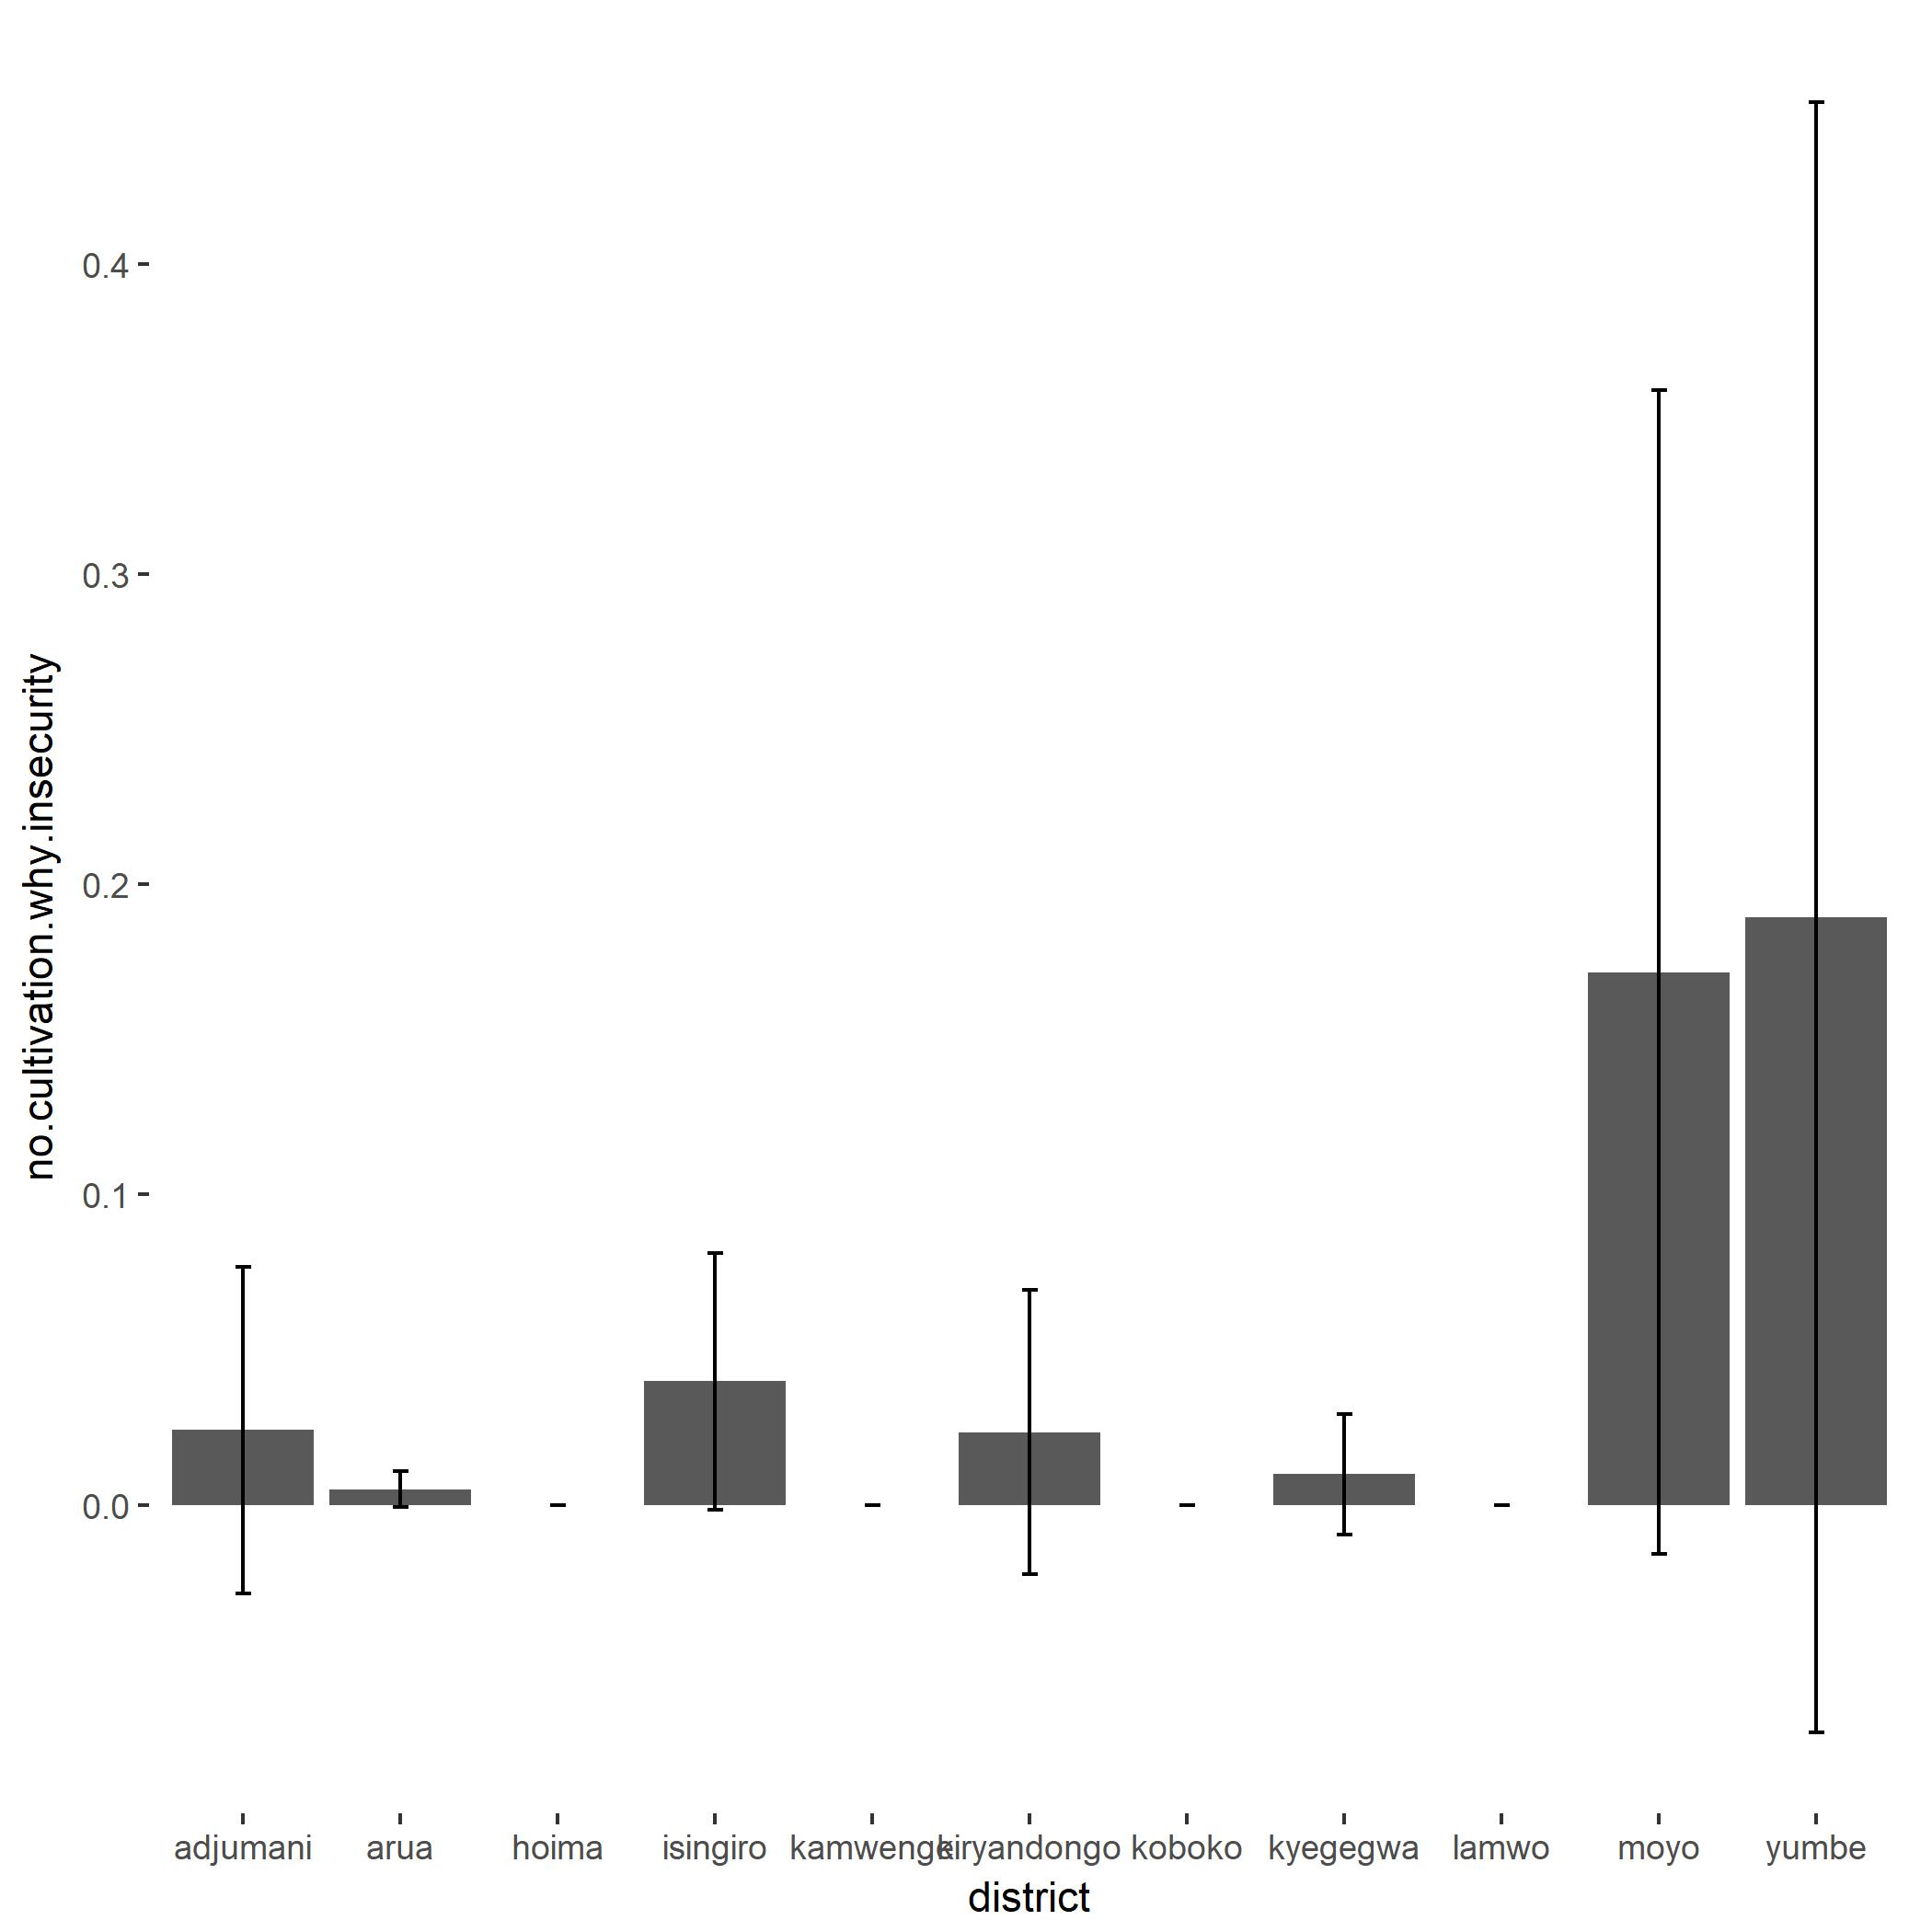 no.cultivation.why.insecurity
0.4
0.3
0.2
0.1
0.0
adjumani arua hoima isingiro kamwenge kiryandongo koboko kyegegwa lamwo moyo yumbe
district